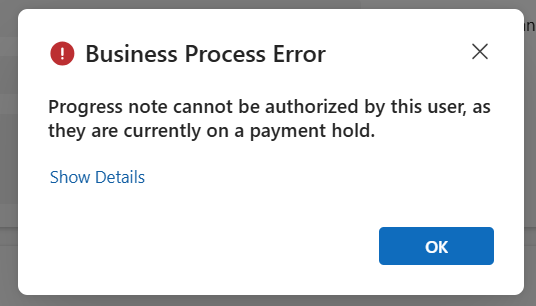 Business Process Error
Progress note cannot be authorized by this user, as
they are currently on a payment hold.
Show Details
OK